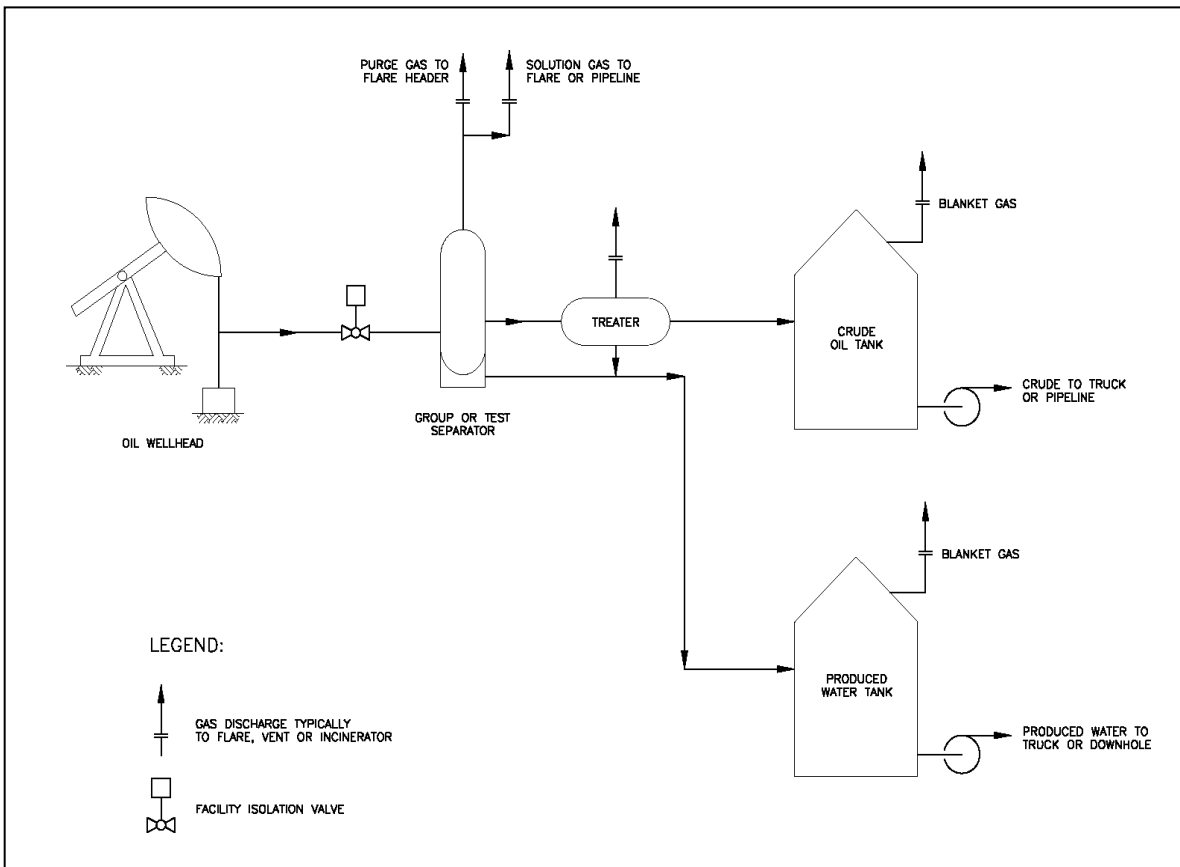 PURGE GAS TO
FLARE HEADER
SOLUTION GAS TO
FLARE OR PIPELINE
BLANKET GAS
TREATER
CRUDE
OIL TANK
CRUDE TO TRUCK
OR PIPELINE
GROUP OR TEST
SEPARATOR
OIL WELLHEAD
BLANKET GAS
LEGEND:
PRODUCED
WATER TANK
GAS DISCHARGE TYPICALLY
TO FLARE, VENT OR INCINERATOR
PRODUCED WATER TO
TRUCK OR DOWNHOLE
FACILITY ISOLATION VALVE